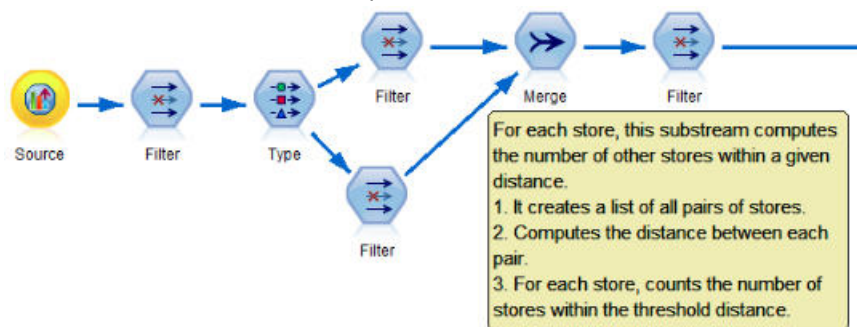 Filter
Merge
Filter
Source
Filter
Type
Filter
For each store, this substream computes
the number of other stores within a given
distance.
1. It creates a list of all pairs of stores.
2. Computes the distance between each
pair.
3. For each store, counts the number of
stores within the threshold distance.